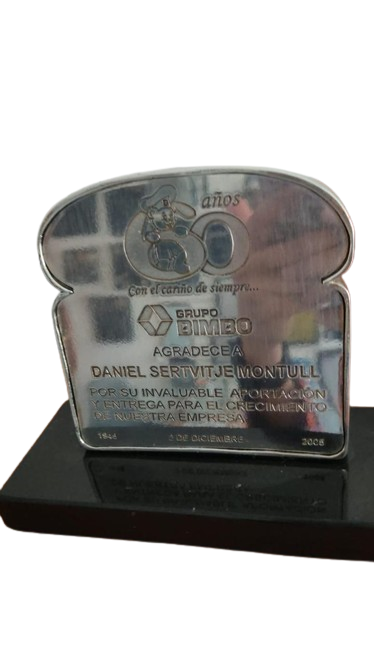 años
60
Con el cariño de siempre...
GRUPO
BIMBO
AGRADECE A
DANIEL SERTVITJE MONTULL
POR SU INVALUABLE APORTACIÓN
Y ENTREGA PARA EL CRECIMIENTO
DE NUESTRA EMPRESA
1945 2 DE DICIEMBRE 2005